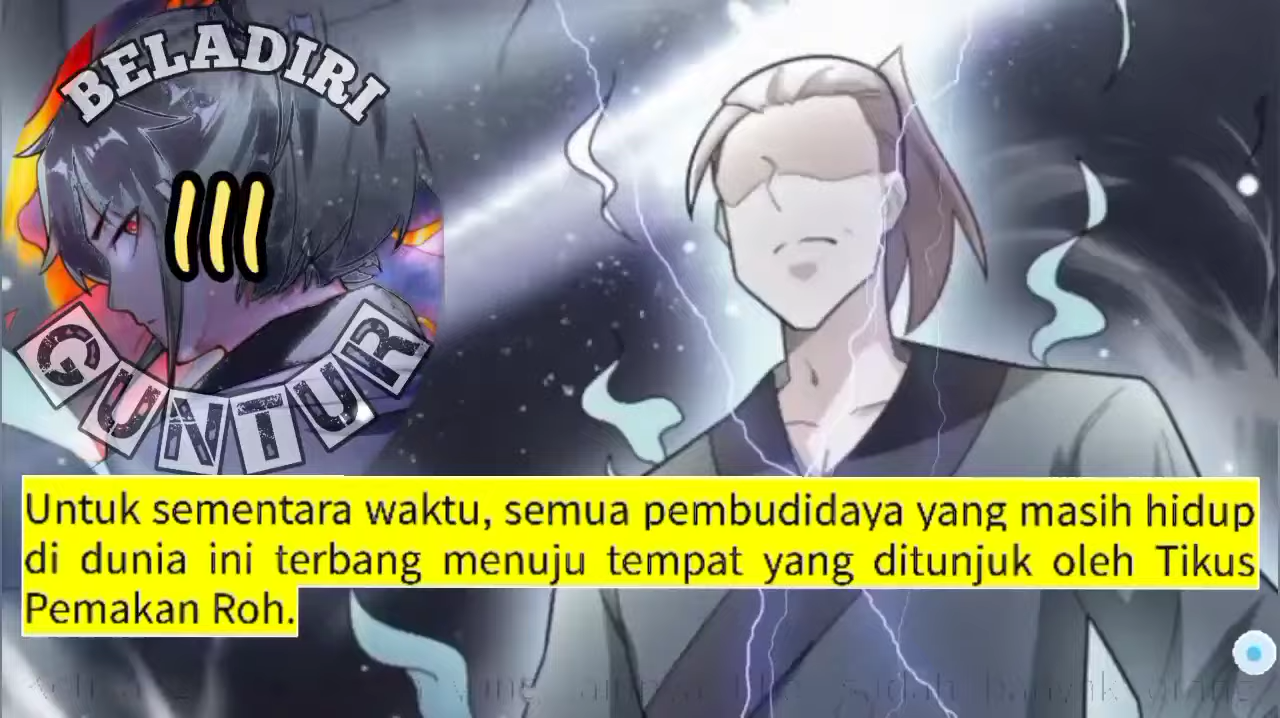 BELADIRI
III
GUNTUR
Untuk sementara waktu, semua pembudidaya yang masih hidup
di dunia ini terbang menuju tempat yang ditunjuk oleh Tikus
Pemakan Roh.